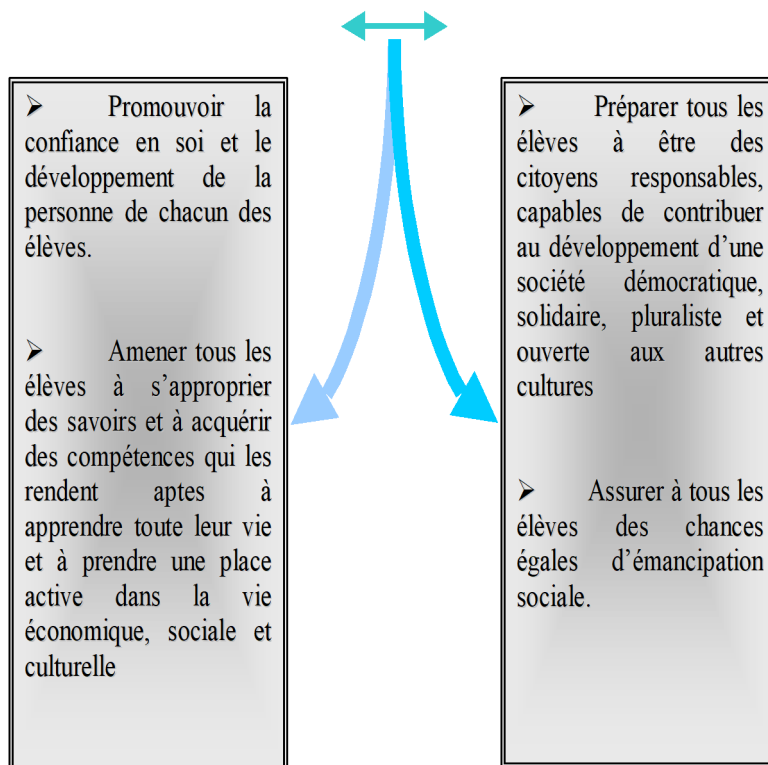 ➢ Promouvoir la
confiance en soi et le
développement de la
personne de chacun des
élèves.
➢ Amener tous les
élèves à s’approprier
des savoirs et à acquérir
des compétences qui les
rendent aptes à
apprendre toute leur vie
et à prendre une place
active dans la vie
économique, sociale et
culturelle
➢ Préparer tous les
élèves à être des
citoyens responsables,
capables de contribuer
au développement d’une
société démocratique,
solidaire, pluraliste et
ouverte aux autres
cultures
➢ Assurer à tous les
élèves des chances
égales d’émancipation
sociale.